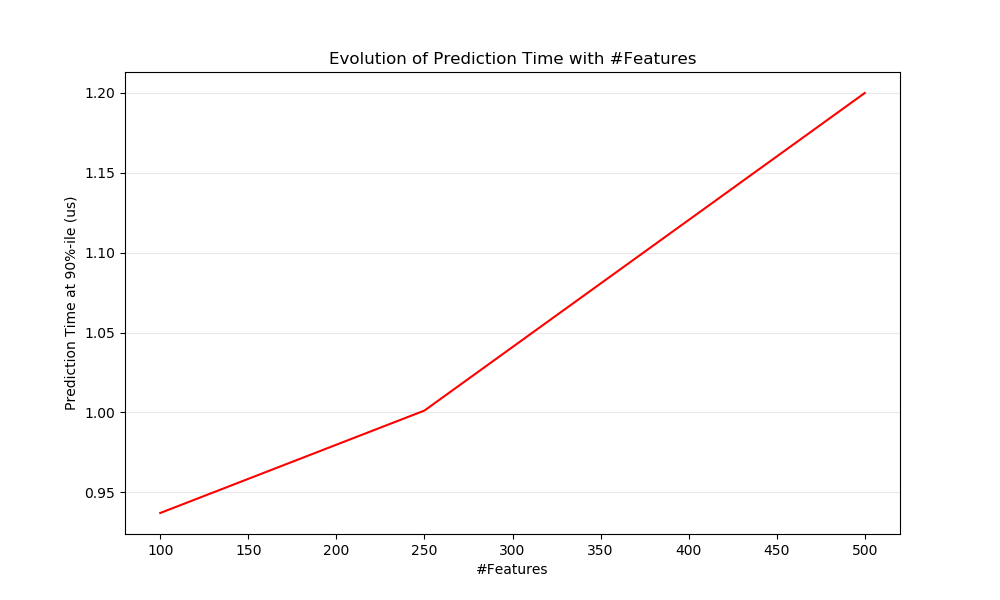 Evolution of Prediction Time with #Features
Prediction Time at 90%-ile (us)
1.20
1.15
1.10
1.05
1.00
0.95
100 150 200 250 300 350 400 450 500
#Features